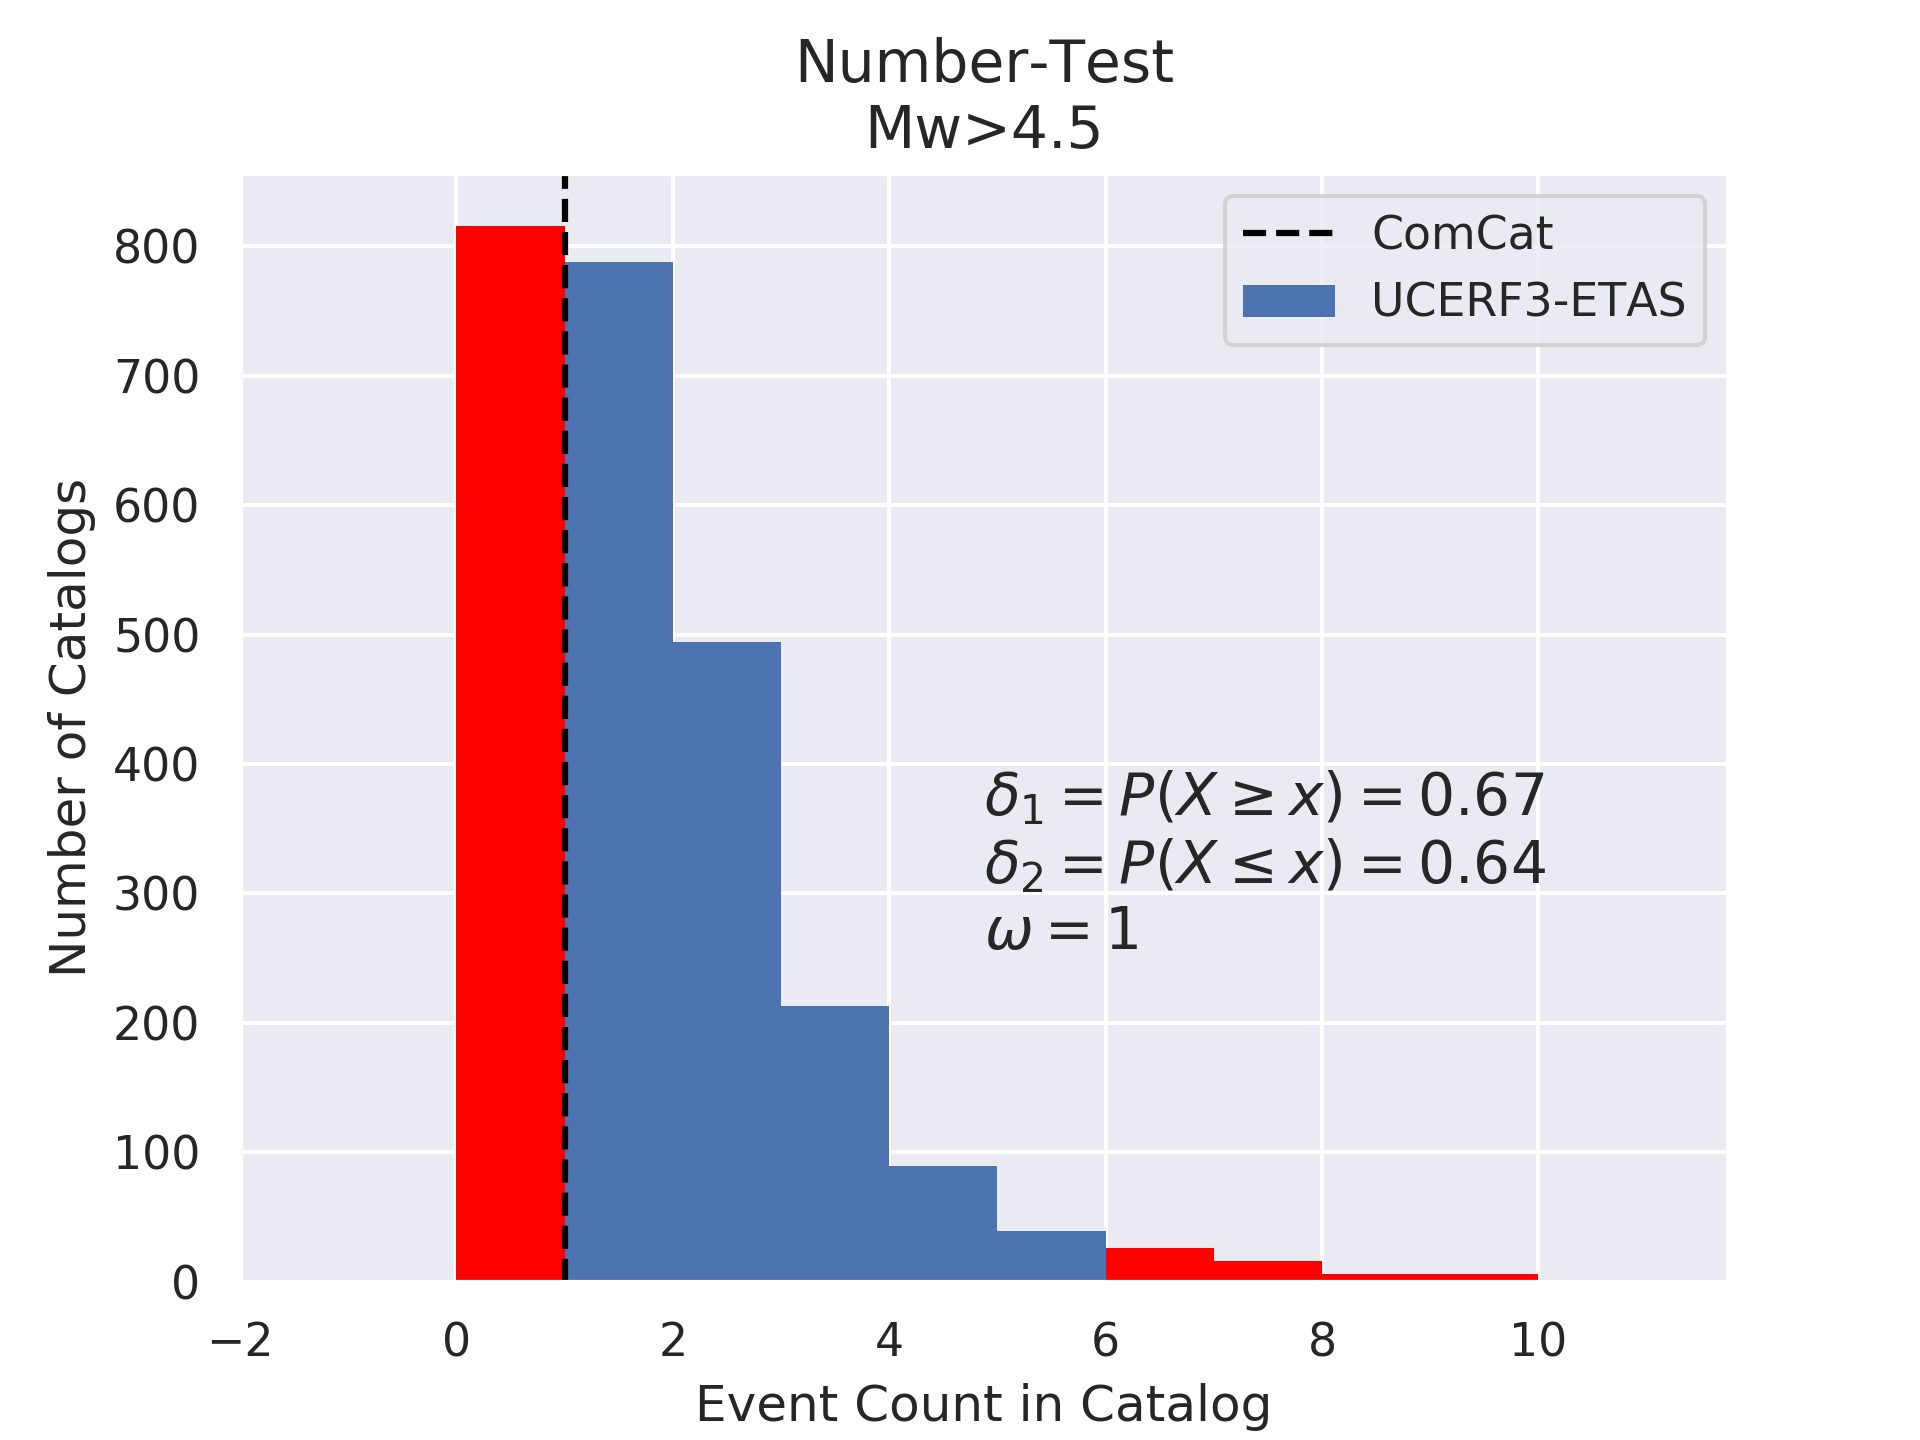 Number-Test
Mw>4.5
ComCat
UCERF3-ETAS
800
700
600
500
400
300
200
100
0
Number of Catalogs
δ₁ = P(X ≥ x) = 0.67
δ₂ = P(X ≤ x) = 0.64
ω = 1
−2 0 2 4 6 8 10
Event Count in Catalog